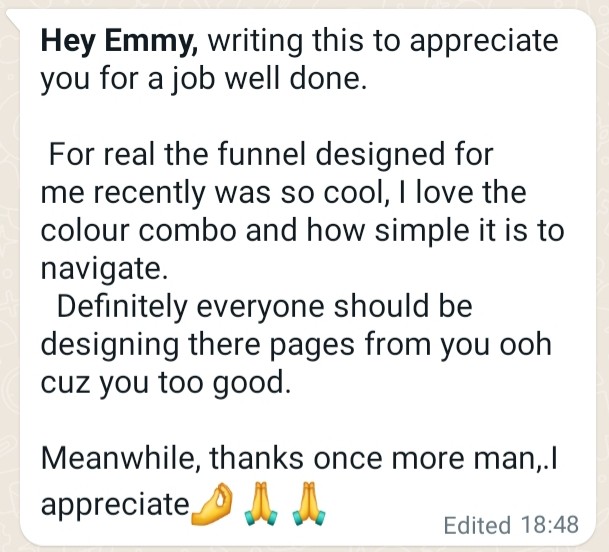 Hey Emmy, writing this to appreciate
you for a job well done.
For real the funnel designed for
me recently was so cool, I love the
colour combo and how simple it is to
navigate.
Definitely everyone should be
designing there pages from you ooh
cuz you too good.
Meanwhile, thanks once more man,.I
appreciate🤌🙏🙏
Edited 18:48